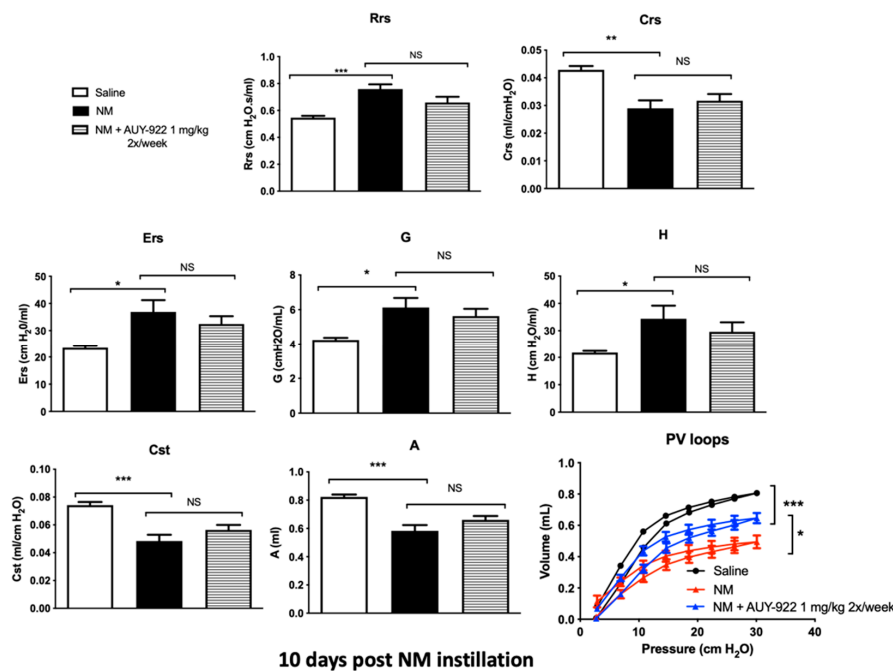 Rrs
Crs
Saline
NM
NM + AUY-922 1 mg/kg
2x/week
Rrs (cm H2O.s/ml)
1.0
0.8
0.6
0.4
0.2
0.0
***
NS
Crs (ml/cmH2O)
0.05
0.04
0.03
0.02
0.01
0.00
**
NS
Ers
G
H
Ers (cm H20/ml)
50
40
30
20
10
0
*
NS
G (cmH2O/mL)
8
6
4
2
0
*
NS
H (cm H2O/ml)
50
40
30
20
10
0
*
NS
Cst
A
PV loops
Cst (ml/cm H2O)
0.10
0.08
0.06
0.04
0.02
0.00
***
NS
A (ml)
1.0
0.8
0.6
0.4
0.2
0.0
***
NS
Volume (mL)
1.0
0.8
0.6
0.4
0.2
0.0
***
*
Saline
NM
NM + AUY-922 1 mg/kg 2x/week
0
10
20
30
40
Pressure (cm H2O)
10 days post NM instillation